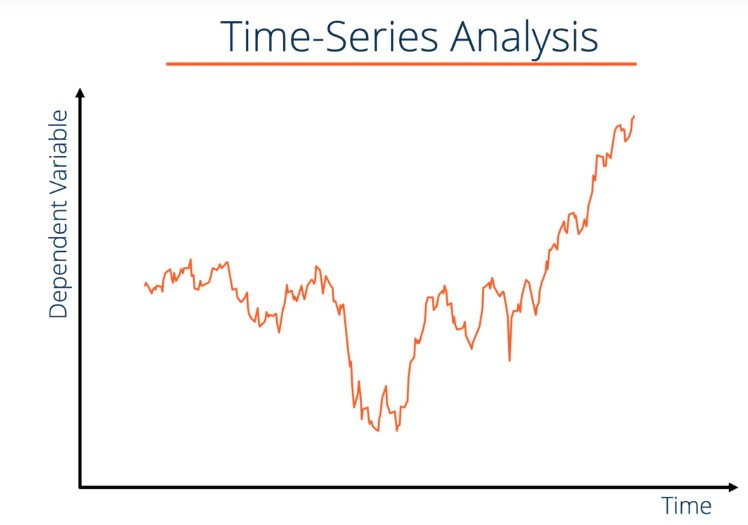 Time-Series Analysis
Dependent Variable
Time